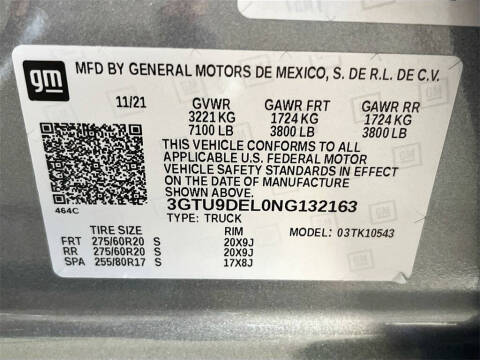 gm
MFD BY GENERAL MOTORS DE MEXICO, S. DE R.L. DE C.V.
11/21 GVWR GAWR FRT GAWR RR
3221 KG 1724 KG 1724 KG
7100 LB 3800 LB 3800 LB
THIS VEHICLE CONFORMS TO ALL
APPLICABLE U.S. FEDERAL MOTOR
VEHICLE SAFETY STANDARDS IN EFFECT
ON THE DATE OF MANUFACTURE
SHOWN ABOVE.
464C
3GTU9DEL0NG132163
TYPE: TRUCK MODEL: 03TK10543
TIRE SIZE RIM
FRT 275/60R20 S 20X9J
RR 275/60R20 S 20X9J
SPA 255/80R17 S 17X8J